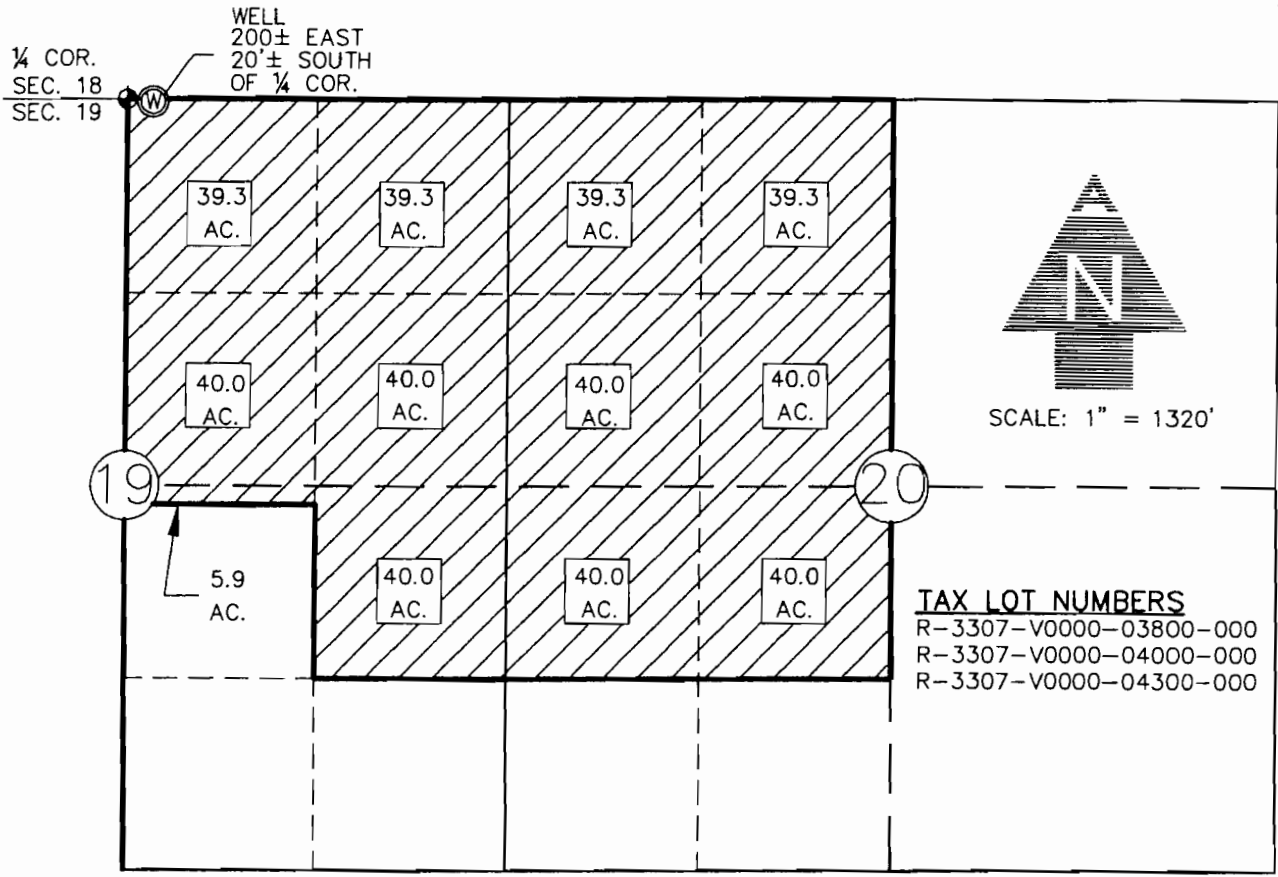 WELL
200± EAST
20'± SOUTH
OF ¼ COR.
¼ COR.
SEC. 18
SEC. 19
W
39.3
AC.
39.3
AC.
39.3
AC.
39.3
AC.
N
SCALE: 1" = 1320'
40.0
AC.
40.0
AC.
40.0
AC.
40.0
AC.
19
20
5.9
AC.
40.0
AC.
40.0
AC.
40.0
AC.
TAX LOT NUMBERS
R-3307-V0000-03800-000
R-3307-V0000-04000-000
R-3307-V0000-04300-000